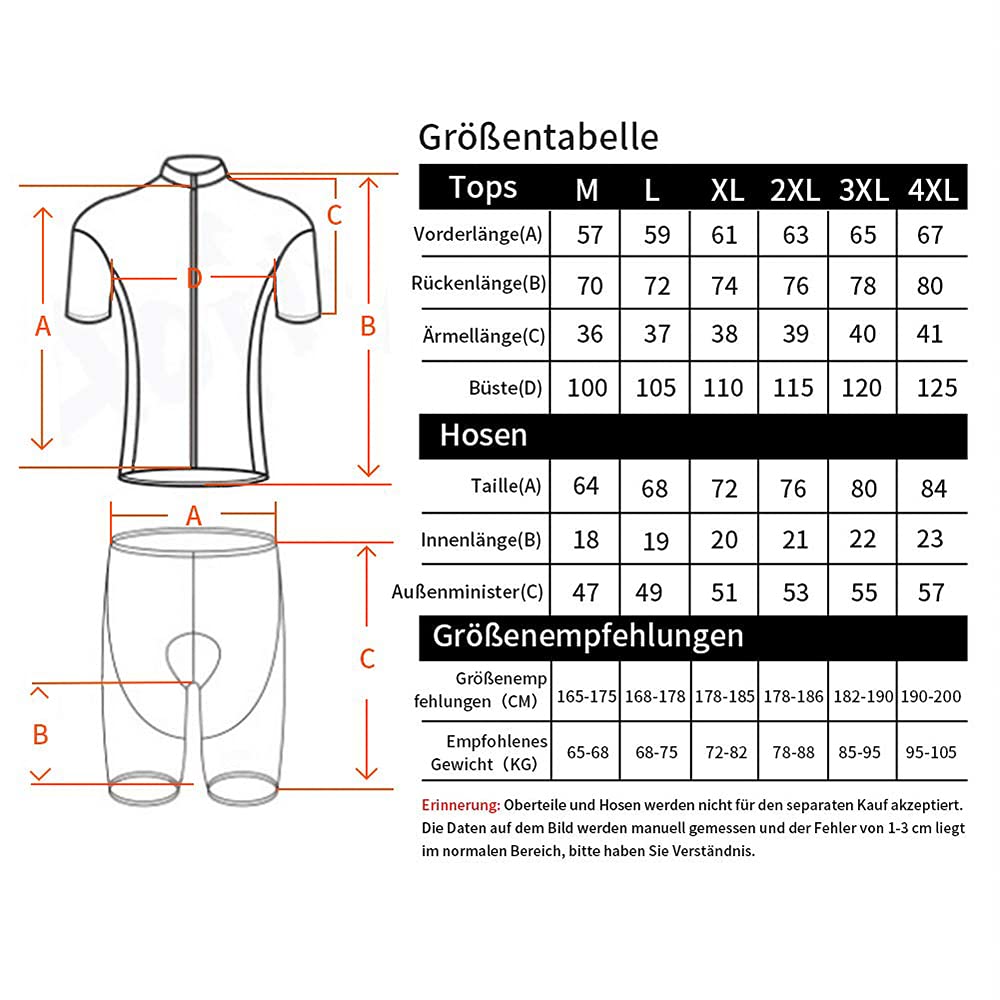 Größentabelle
Tops M L XL 2XL 3XL 4XL
Vorderlänge(A) 57 59 61 63 65 67
Rückenlänge(B) 70 72 74 76 78 80
Ärmellänge(C) 36 37 38 39 40 41
Büste(D) 100 105 110 115 120 125
Hosen
Taille(A) 64 68 72 76 80 84
Innenlänge(B) 18 19 20 21 22 23
Außenminister(C) 47 49 51 53 55 57
Größenempfehlungen
Größenemp
fehlungen（CM） 165-175 168-178 178-185 178-186 182-190 190-200
Empfohlenes
Gewicht（KG） 65-68 68-75 72-82 78-88 85-95 95-105
Erinnerung: Oberteile und Hosen werden nicht für den separaten Kauf akzeptiert.
Die Daten auf dem Bild werden manuell gemessen und der Fehler von 1-3 cm liegt
im normalen Bereich, bitte haben Sie Verständnis.
C
D
A
B
A
C
B